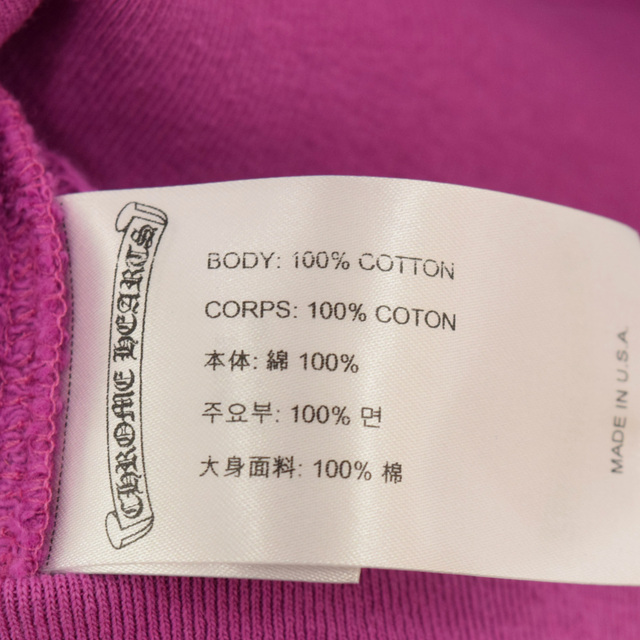 CHROME HEARTS
BODY: 100% COTTON
CORPS: 100% COTON
本体: 綿 100%
주요부: 100% 면
大身面料: 100% 棉
MADE IN U.S.A.